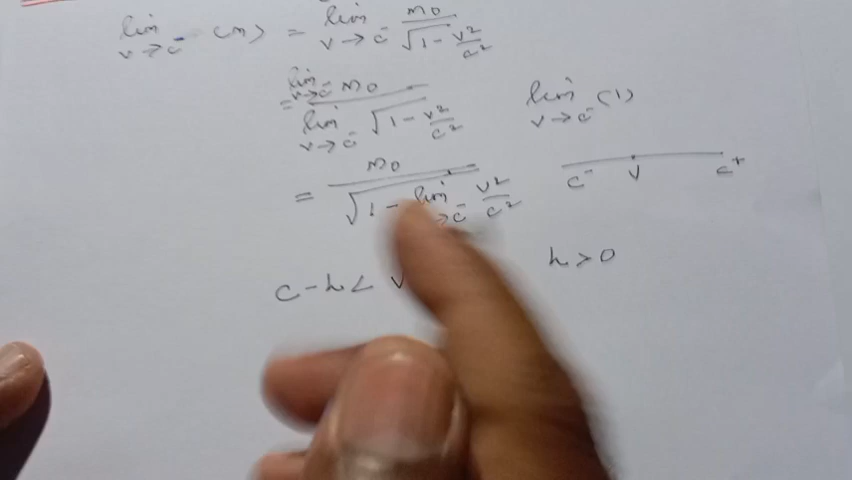 lim v→c⁻ (m) = lim v→c⁻ m₀ / √(1 - v²/c²)
= lim v→c⁻ m₀ / lim v→c⁻ √(1 - v²/c²)
lim v→c⁻ (1)
= m₀ / √(1 - lim →c⁻ v²/c²)
c⁻ v c⁺
c - h < v
h > 0